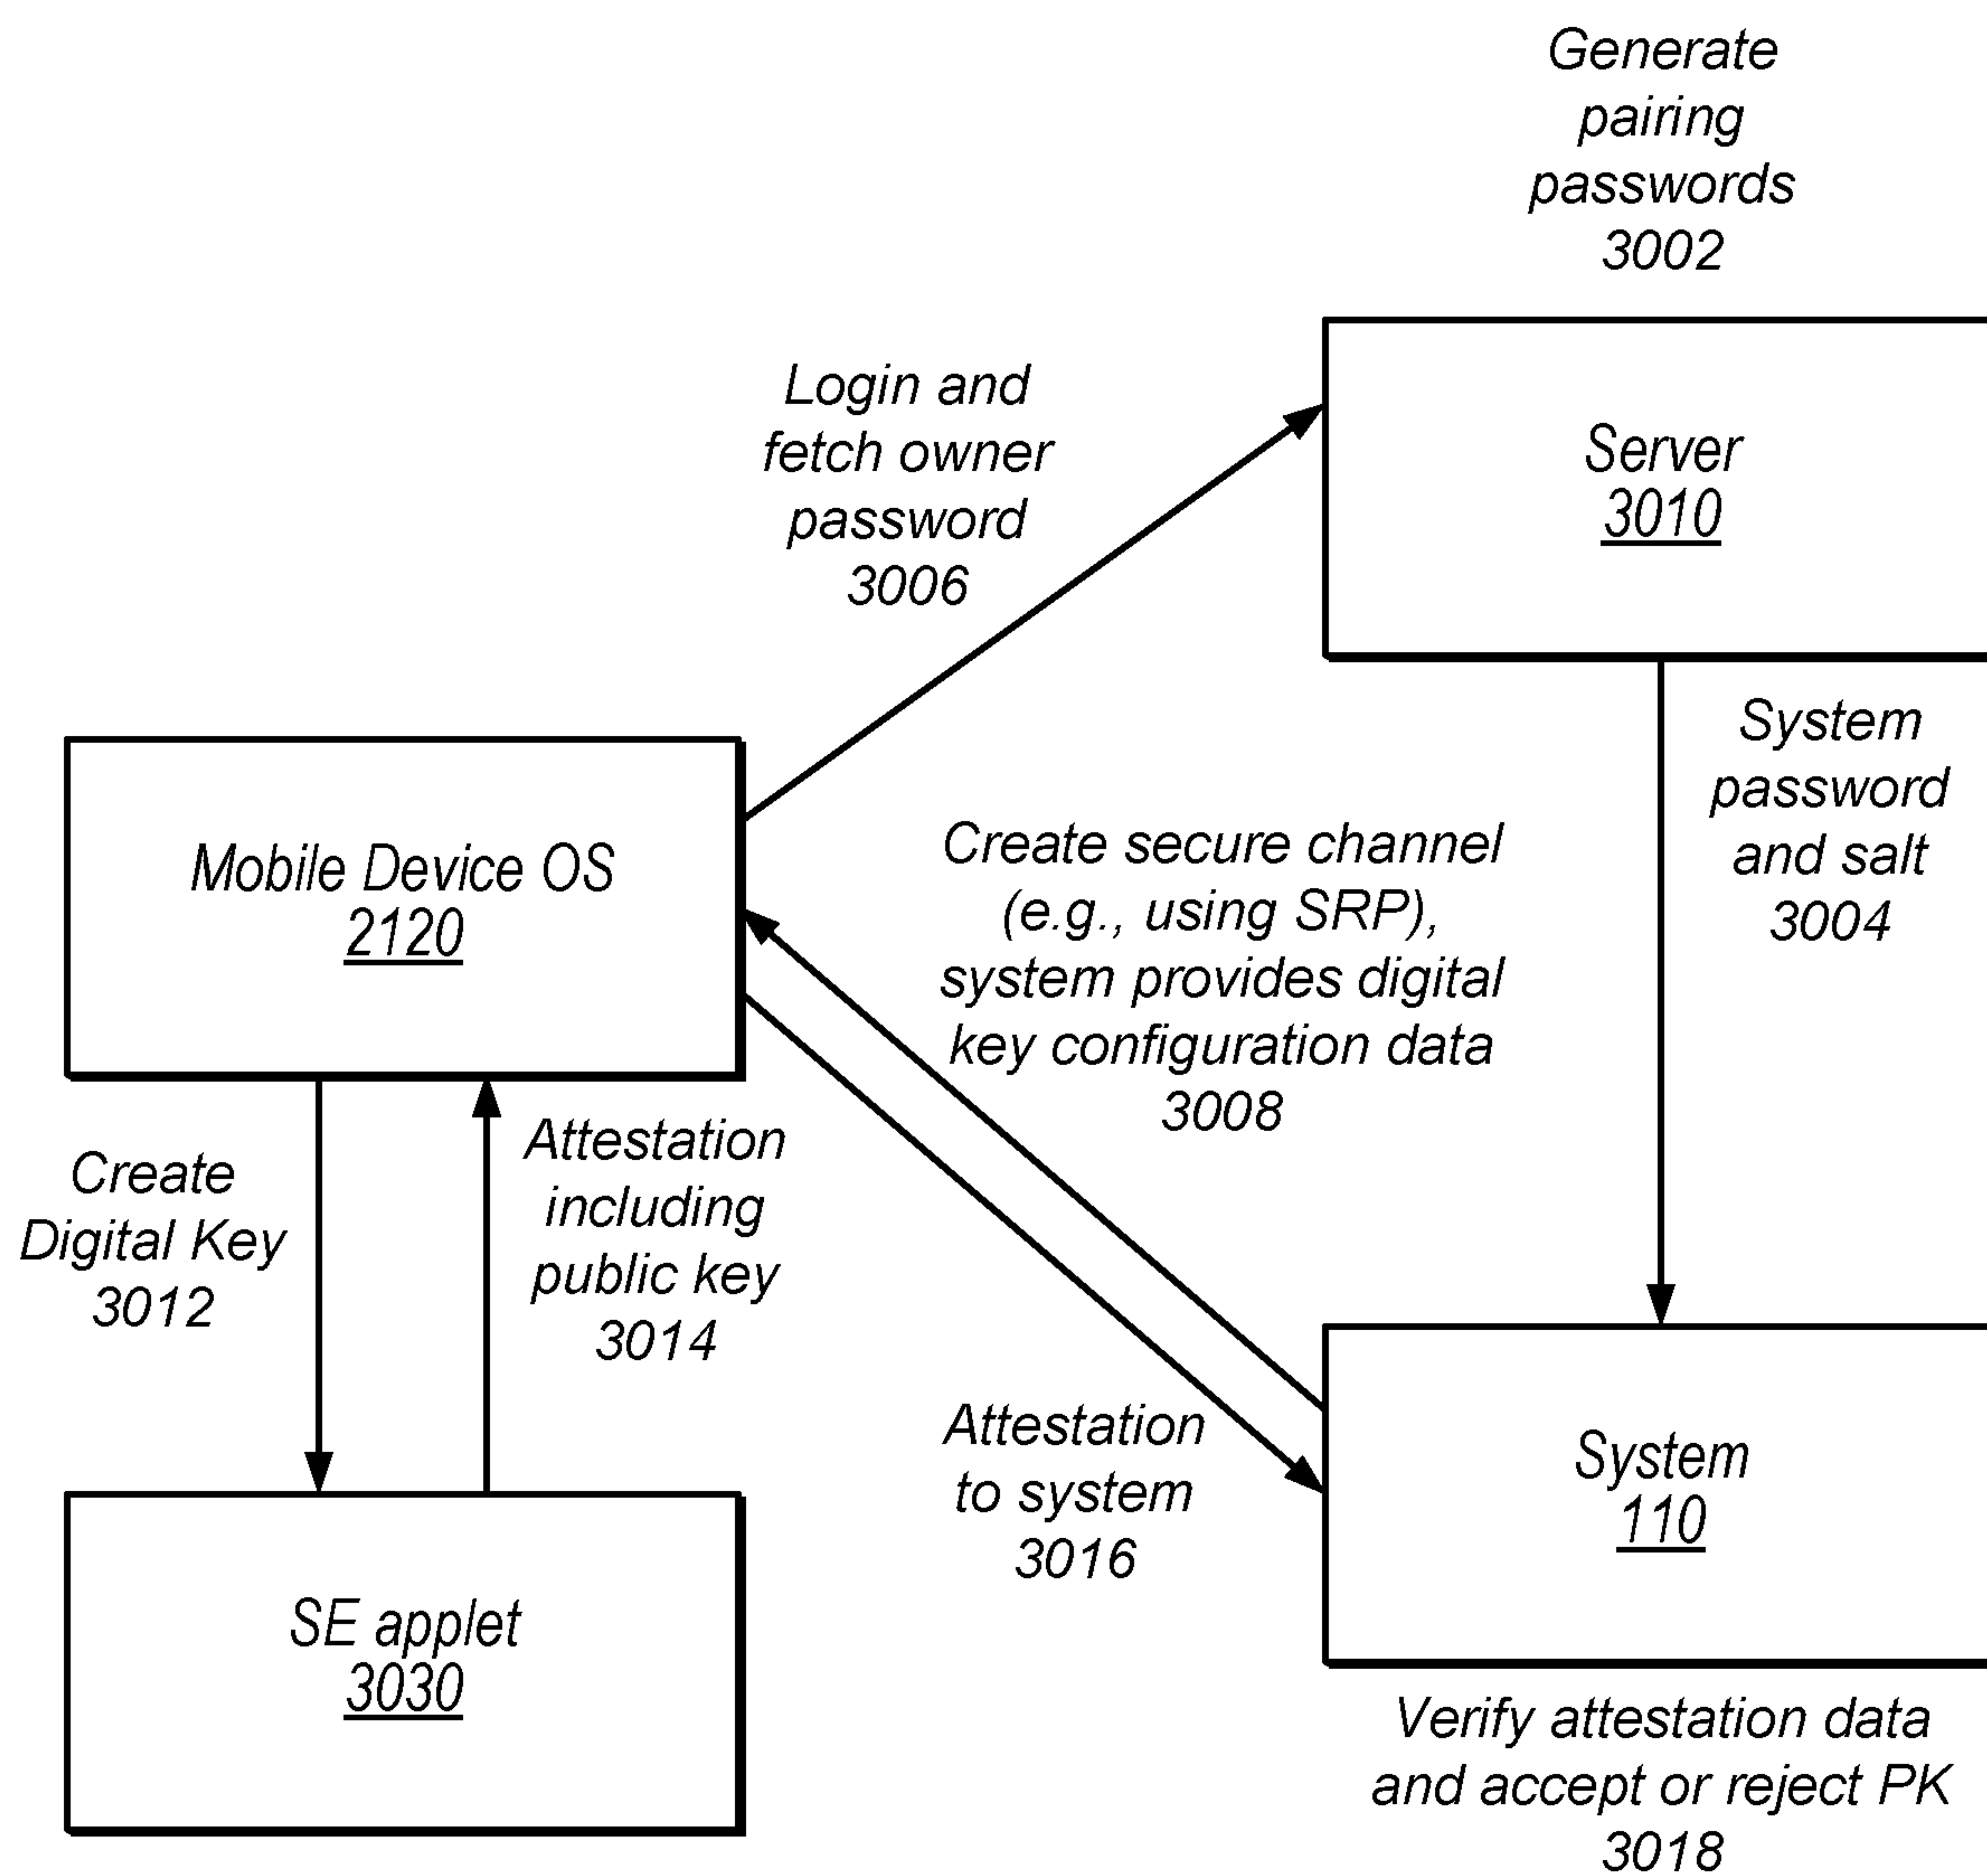 Generate
pairing
passwords
3002
Login and
fetch owner
password
3006
Server
3010
System
password
and salt
3004
Mobile Device OS
2120
Create secure channel
(e.g., using SRP),
system provides digital
key configuration data
3008
Create
Digital Key
3012
Attestation
including
public key
3014
Attestation
to system
3016
System
110
SE applet
3030
Verify attestation data
and accept or reject PK
3018